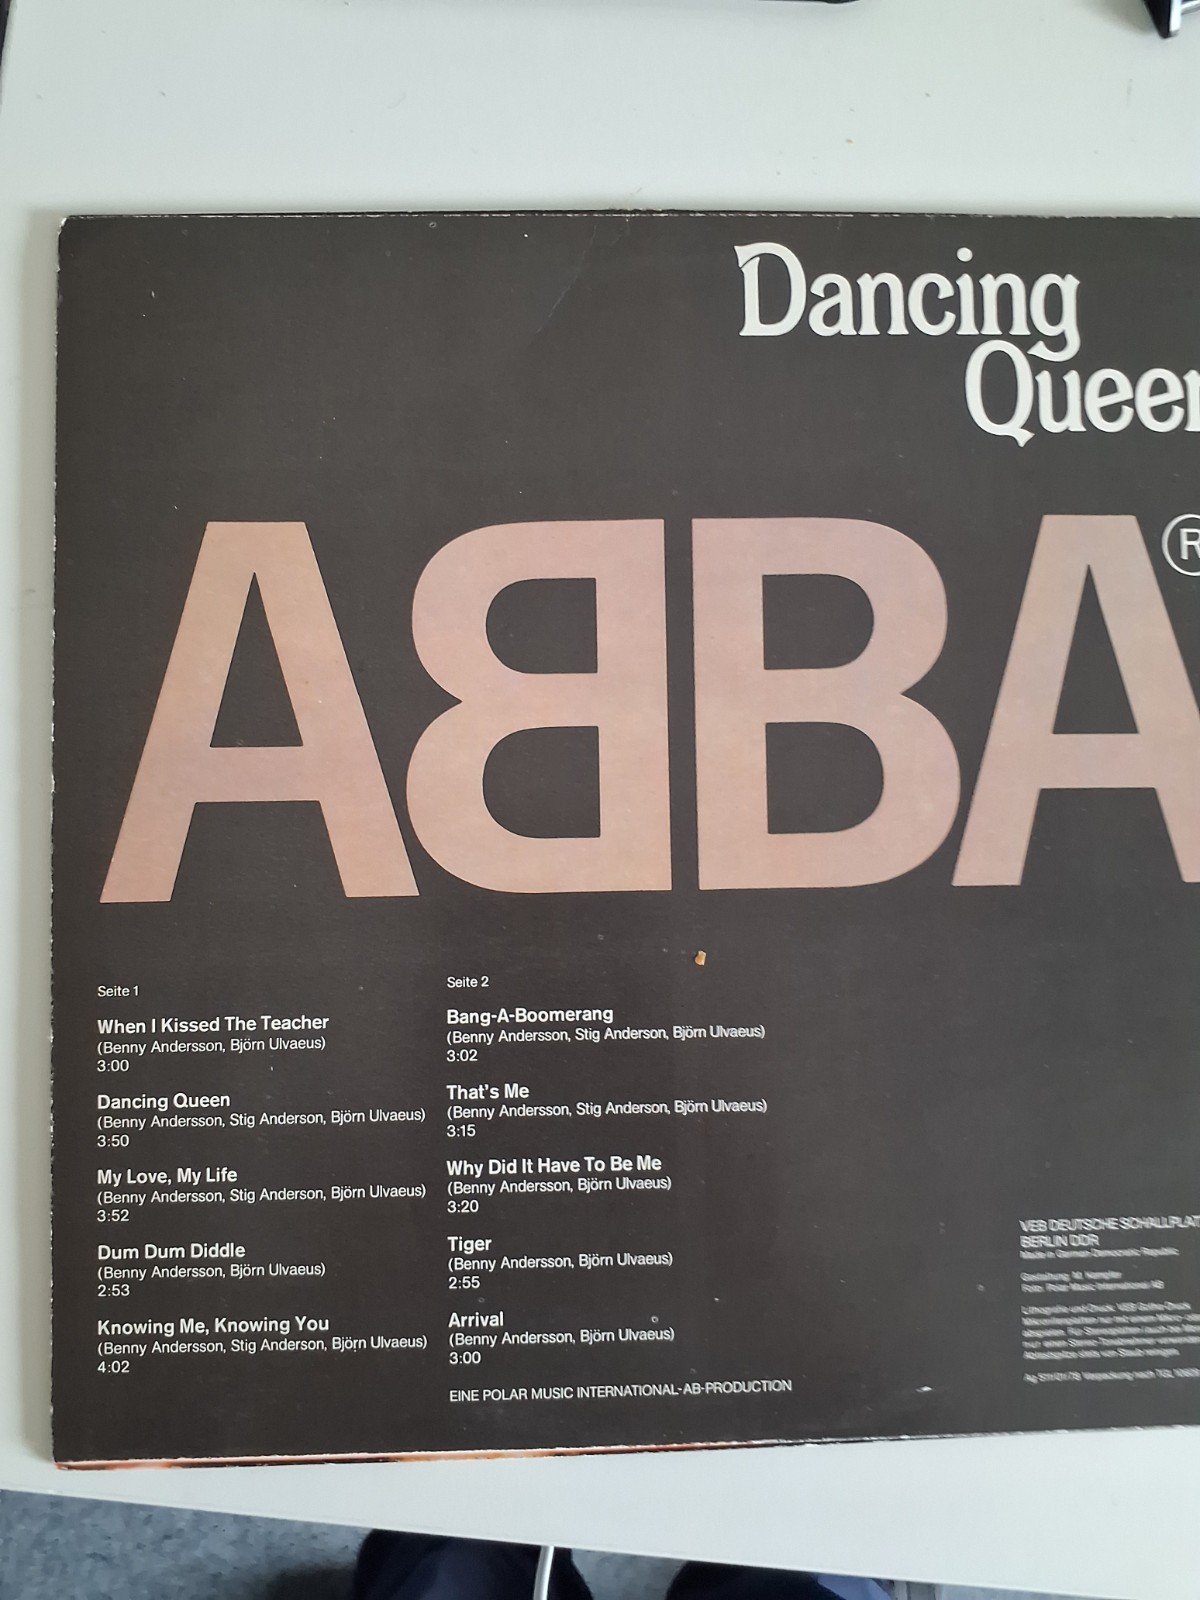 Dancing
Queen
ABBA®
Seite 1
When I Kissed The Teacher
(Benny Andersson, Björn Ulvaeus)
3:00
Dancing Queen
(Benny Andersson, Stig Anderson, Björn Ulvaeus)
3:50
My Love, My Life
(Benny Andersson, Stig Anderson, Björn Ulvaeus)
3:52
Dum Dum Diddle
(Benny Andersson, Björn Ulvaeus)
2:53
Knowing Me, Knowing You
(Benny Andersson, Stig Anderson, Björn Ulvaeus)
4:02
Seite 2
Bang-A-Boomerang
(Benny Andersson, Stig Anderson, Björn Ulvaeus)
3:02
That's Me
(Benny Andersson, Stig Anderson, Björn Ulvaeus)
3:15
Why Did It Have To Be Me
(Benny Andersson, Björn Ulvaeus)
3:20
Tiger
(Benny Andersson, Björn Ulvaeus)
2:55
Arrival
(Benny Andersson, Björn Ulvaeus)
3:00
EINE POLAR MUSIC INTERNATIONAL-AB-PRODUCTION
VEB DEUTSCHE SCHALLPLAT
BERLIN DDR
Made in German Democratic Republic
Foto: Polar Music International AB